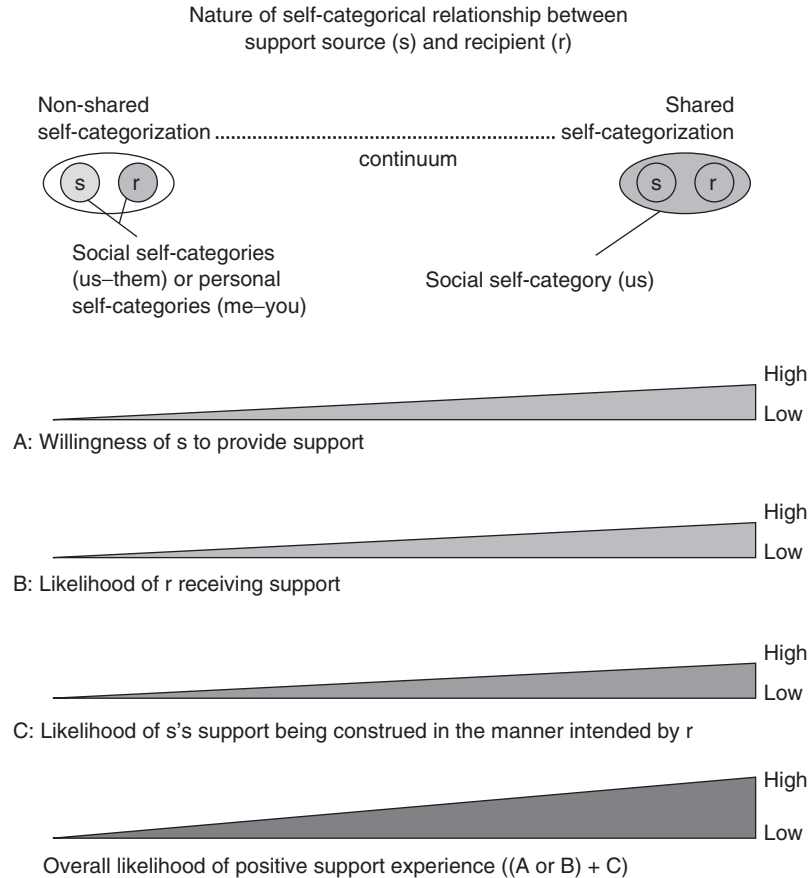 Nature of self-categorical relationship between
support source (s) and recipient (r)
Non-shared
self-categorization
Shared
self-categorization
continuum
s
r
s
r
Social self-categories
(us–them) or personal
self-categories (me–you)
Social self-category (us)
High
Low
A: Willingness of s to provide support
High
Low
B: Likelihood of r receiving support
High
Low
C: Likelihood of s's support being construed in the manner intended by r
High
Low
Overall likelihood of positive support experience ((A or B) + C)